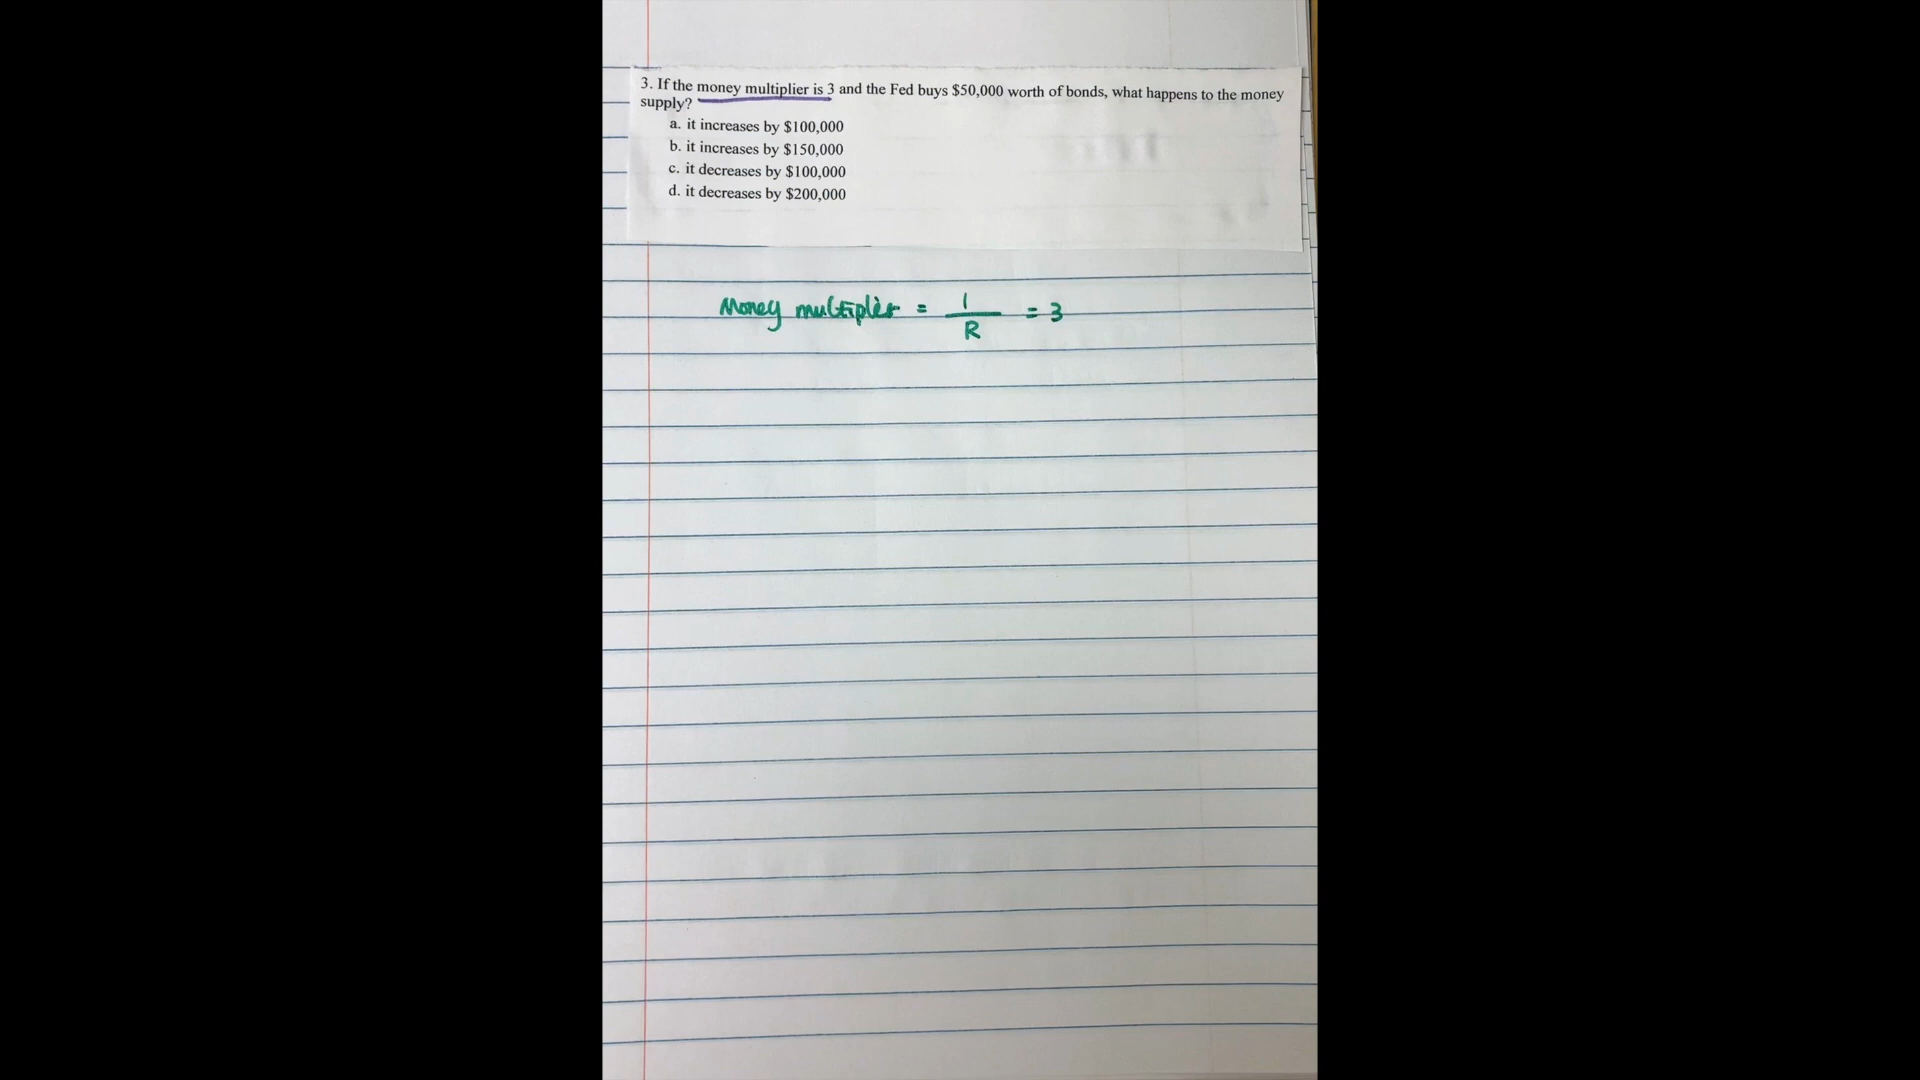 3. If the money multiplier is 3 and the Fed buys $50,000 worth of bonds, what happens to the money
supply?
a. it increases by $100,000
b. it increases by $150,000
c. it decreases by $100,000
d. it decreases by $200,000
Money multiplier = 1/R = 3